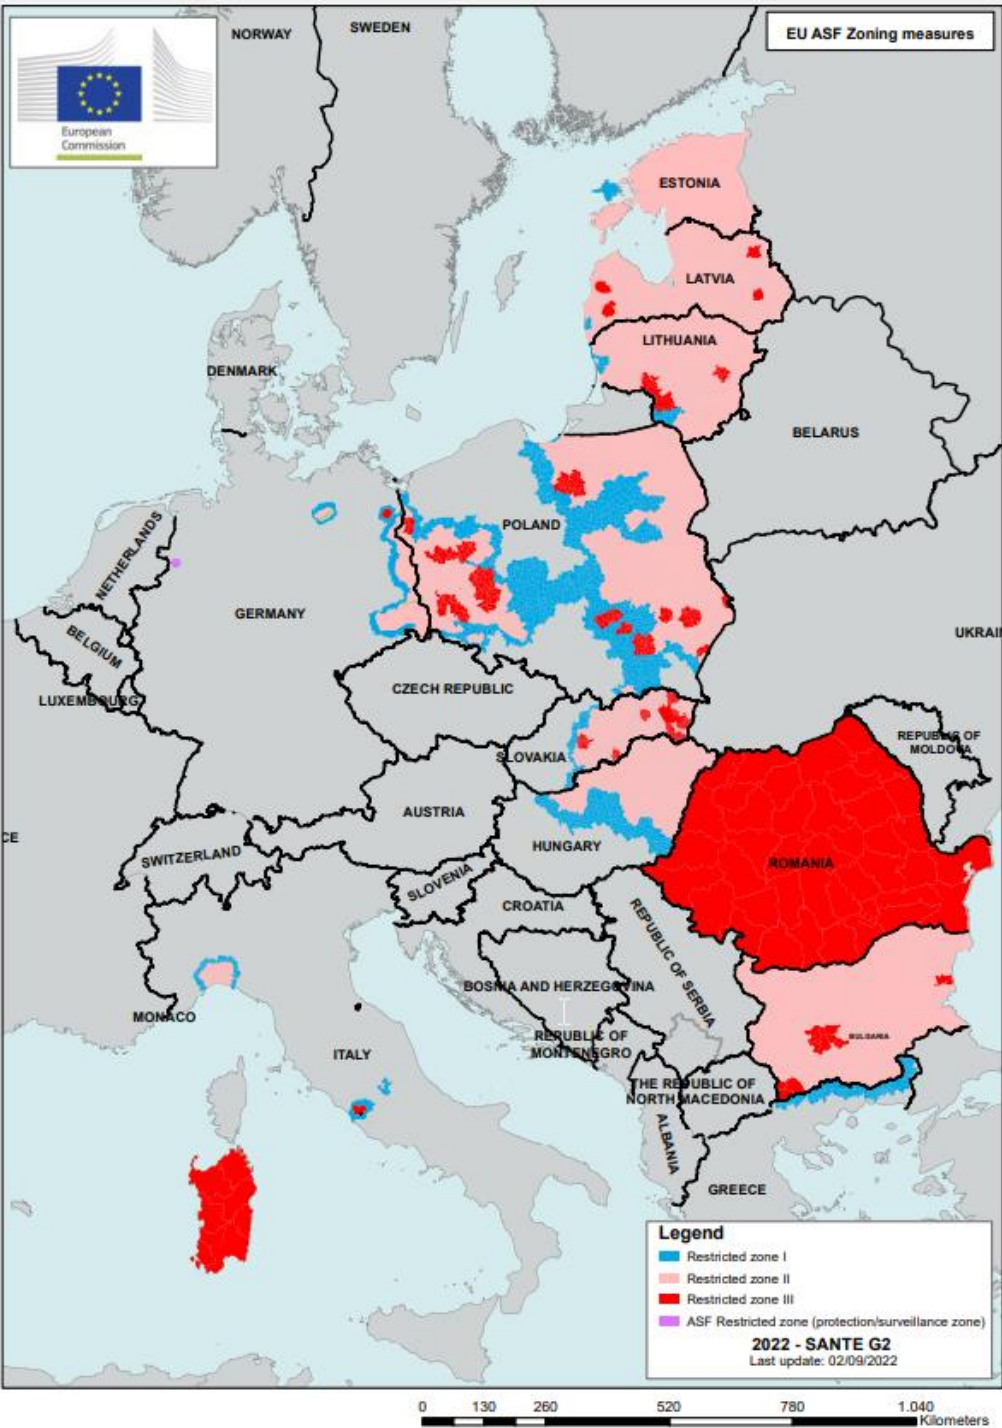 EU ASF Zoning measures
European
Commission
NORWAY
SWEDEN
ESTONIA
LATVIA
LITHUANIA
DENMARK
BELARUS
NETHERLANDS
POLAND
GERMANY
BELGIUM
UKRAI
LUXEMBOURG
CZECH REPUBLIC
REPUBLIC OF
MOLDOVA
SLOVAKIA
AUSTRIA
CE
HUNGARY
SWITZERLAND
ROMANIA
SLOVENIA
CROATIA
REPUBLIC OF SERBIA
BOSNIA AND HERZEGOVINA
MONACO
REPUBLIC OF
MONTENEGRO
BULGARIA
ITALY
THE REPUBLIC OF
NORTH MACEDONIA
ALBANIA
GREECE
Legend
Restricted zone I
Restricted zone II
Restricted zone III
ASF Restricted zone (protection/surveillance zone)
2022 - SANTE G2
Last update: 02/09/2022
0 130 260 520 780 1.040
Kilometers